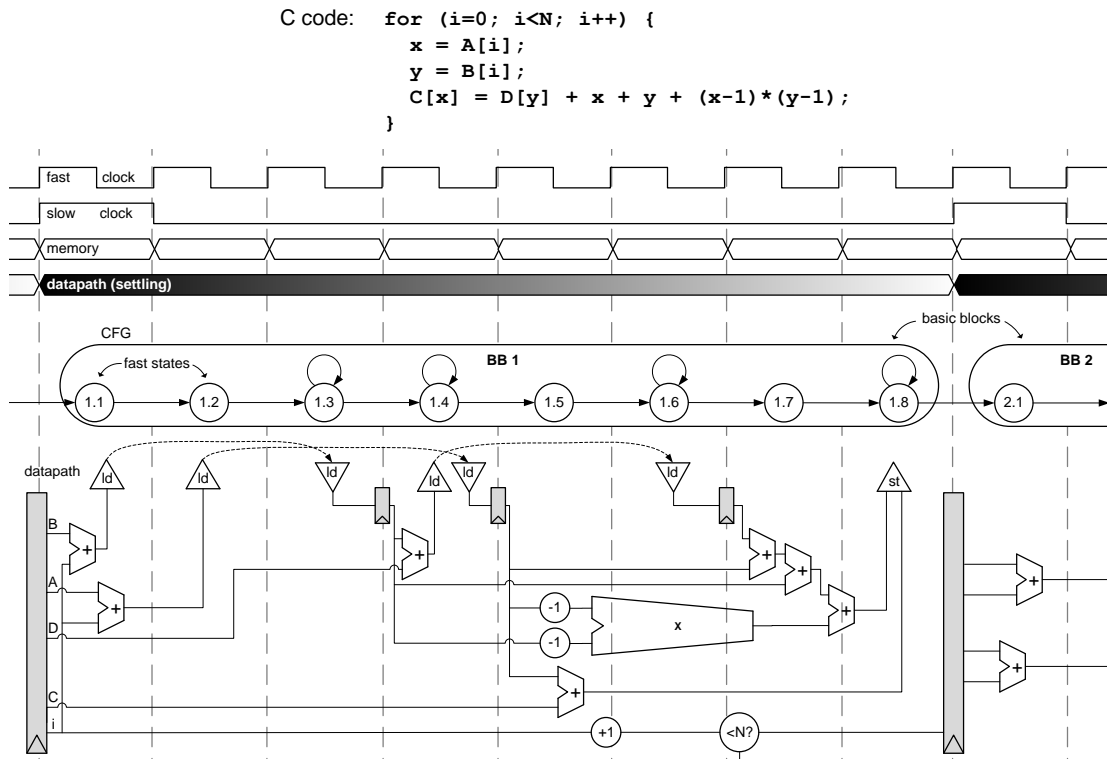 C code: for (i=0; i<N; i++) {
x = A[i];
y = B[i];
C[x] = D[y] + x + y + (x-1)*(y-1);
}
fast clock
slow clock
memory
datapath (settling)
CFG
basic blocks
fast states
BB 1
BB 2
1.1 1.2 1.3 1.4 1.5 1.6 1.7 1.8 2.1
datapath
ld ld ld ld ld ld st
B
+ + + + +
A
+ + +
D
-1 x
-1
+ +
C
i
+1 <N?